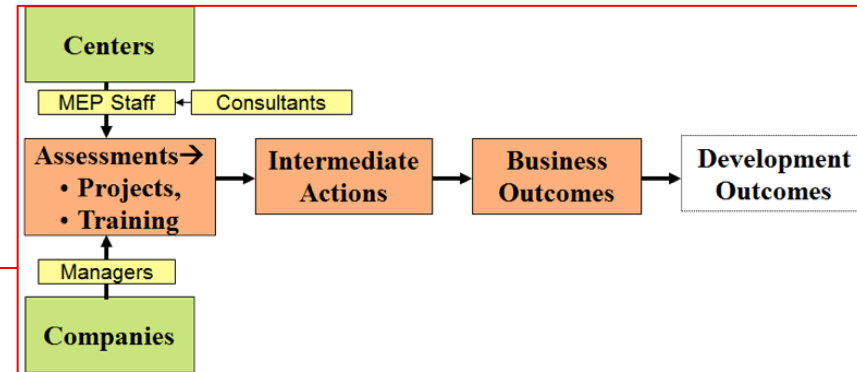 Centers
MEP Staff
Consultants
Assessments→
• Projects,
• Training
Intermediate
Actions
Business
Outcomes
Development
Outcomes
Managers
Companies